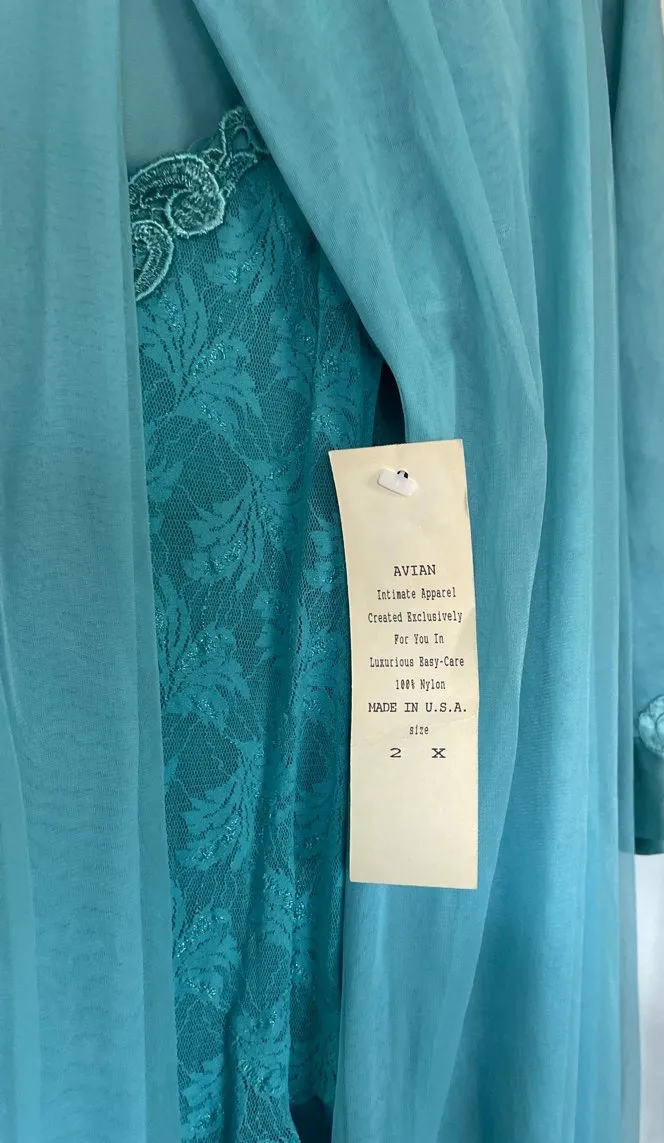 AVIAN
Intimate Apparel
Created Exclusively
For You In
Luxurious Easy-Care
100% Nylon
MADE IN U.S.A.
size
2 X